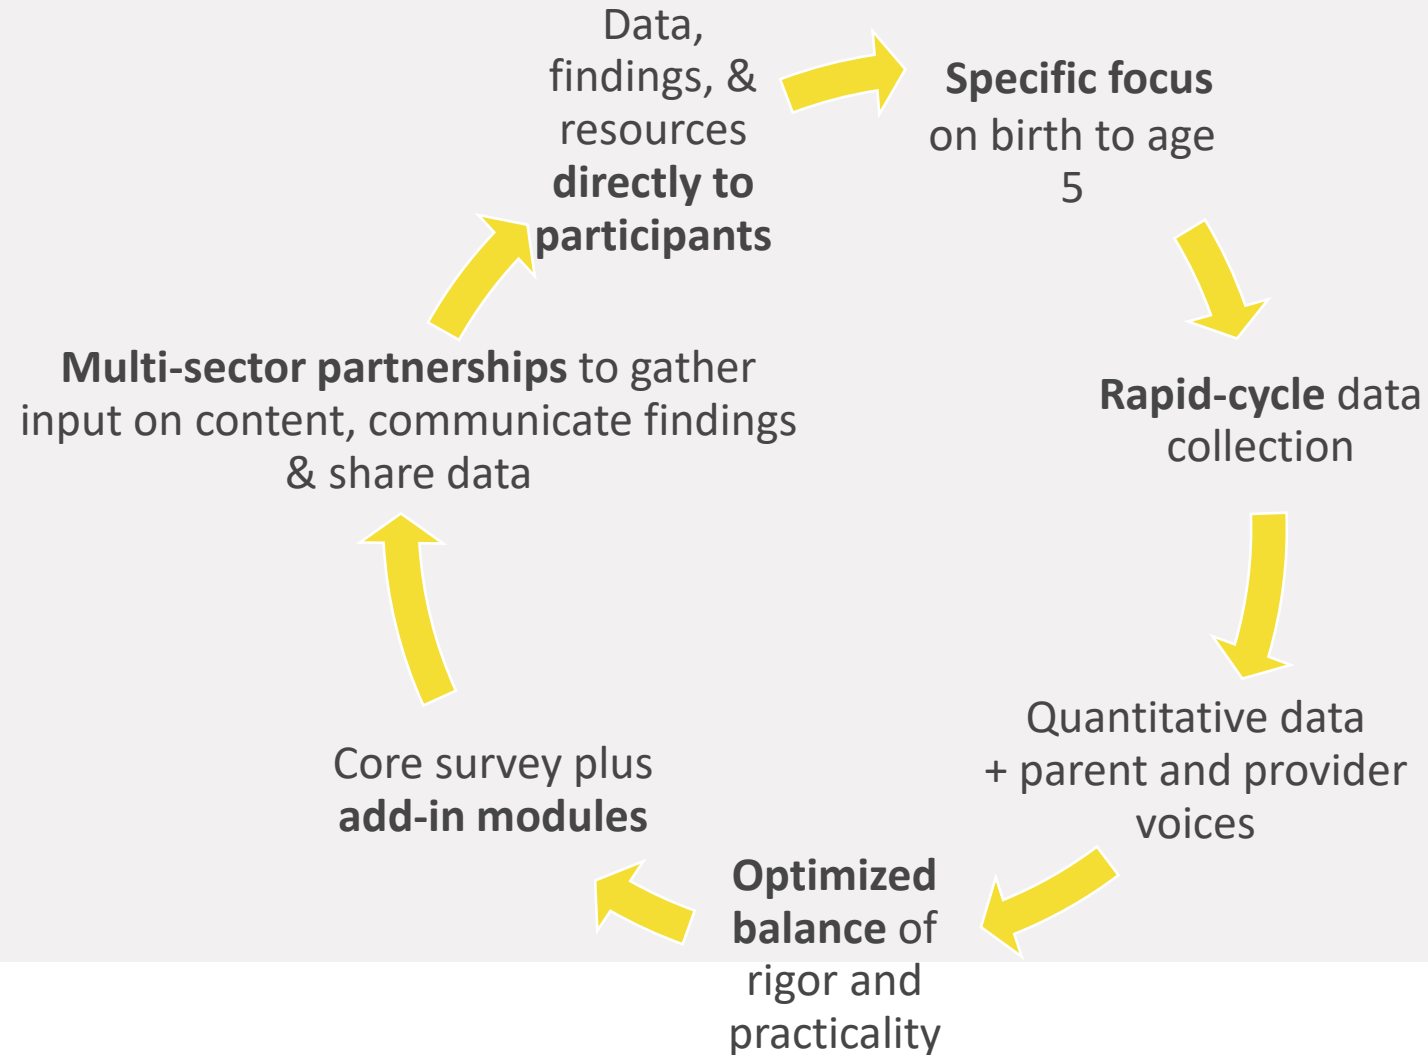 Data,
findings, &
resources
directly to
participants
Specific focus
on birth to age
5
Rapid-cycle data
collection
Quantitative data
+ parent and provider
voices
Optimized
balance of
rigor and
practicality
Core survey plus
add-in modules
Multi-sector partnerships to gather
input on content, communicate findings
& share data